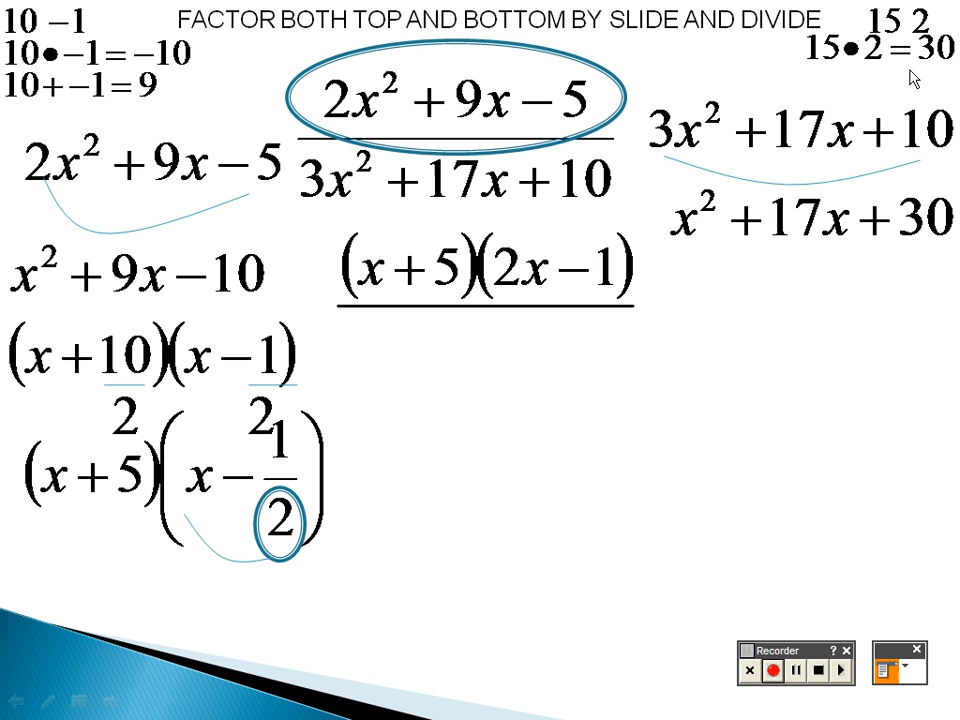 FACTOR BOTH TOP AND BOTTOM BY SLIDE AND DIVIDE
10 −1
10•−1=−10
10+−1=9
15 2
15•2=30
2x² + 9x − 5
3x² + 17x + 10
2x² + 9x − 5
x² + 9x − 10
(x + 10)(x − 1)
2 2
(x + 5)(x − 1/2)
(x + 5)(2x − 1)
3x² + 17x + 10
x² + 17x + 30
Recorder ? ×